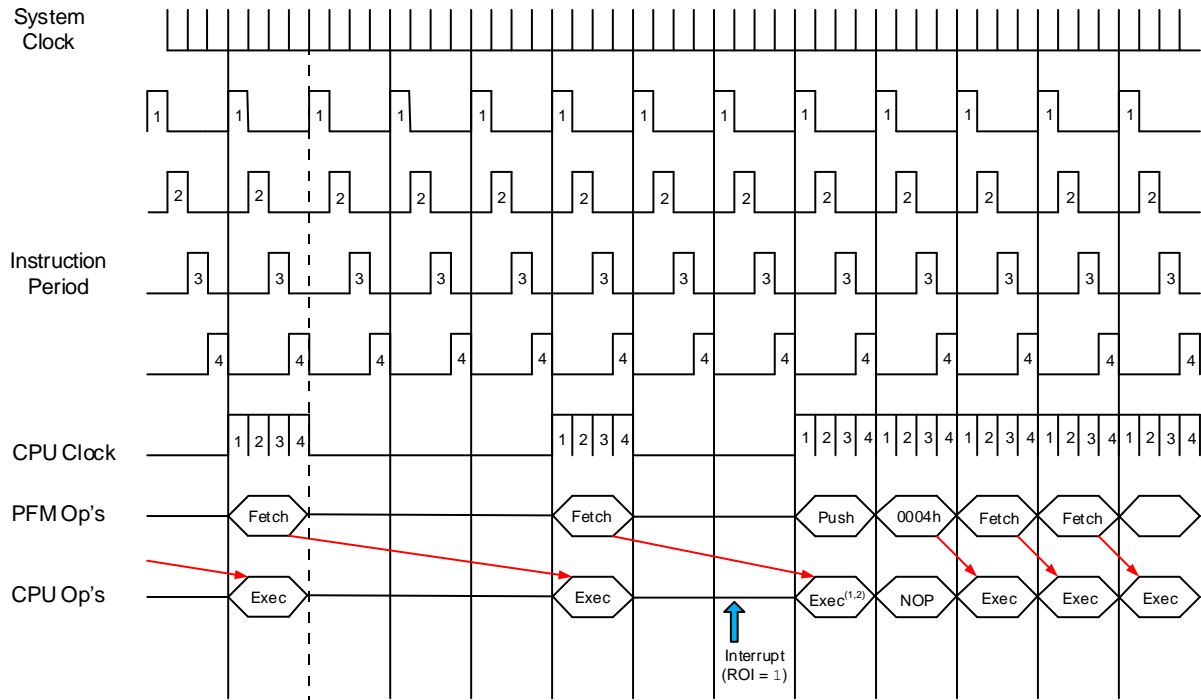 System
Clock
1 1 1 1 1 1 1 1 1 1 1 1 1
2 2 2 2 2 2 2 2 2 2 2 2 2
Instruction
Period
3 3 3 3 3 3 3 3 3 3 3 3 3
4 4 4 4 4 4 4 4 4 4 4 4 4
CPU Clock
1 2 3 4 1 2 3 4 1 2 3 4 1 2 3 4 1 2 3 4 1 2 3 4 1 2 3 4
PFM Op's
Fetch Fetch Push 0004h Fetch Fetch
CPU Op's
Exec Exec Exec(1,2) NOP Exec Exec Exec
Interrupt
(ROI = 1)